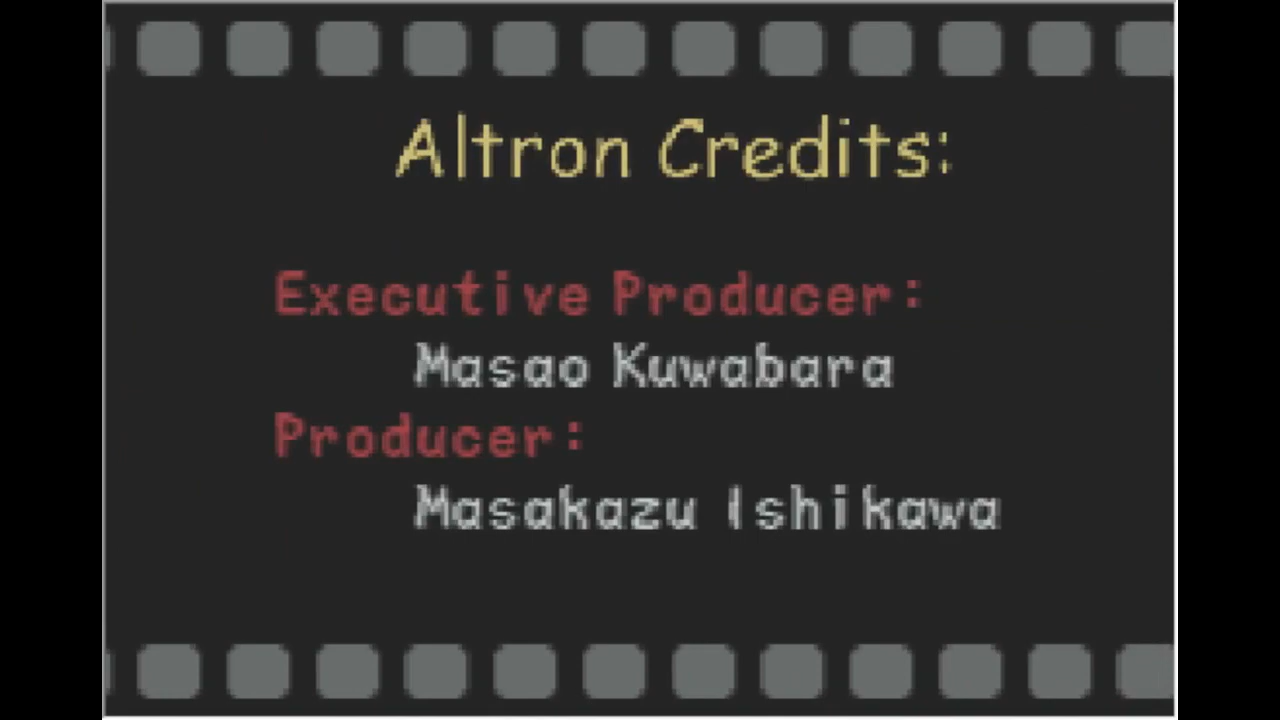 Altron Credits:
Executive Producer:
Masao Kuwabara
Producer:
Masakazu Ishikawa